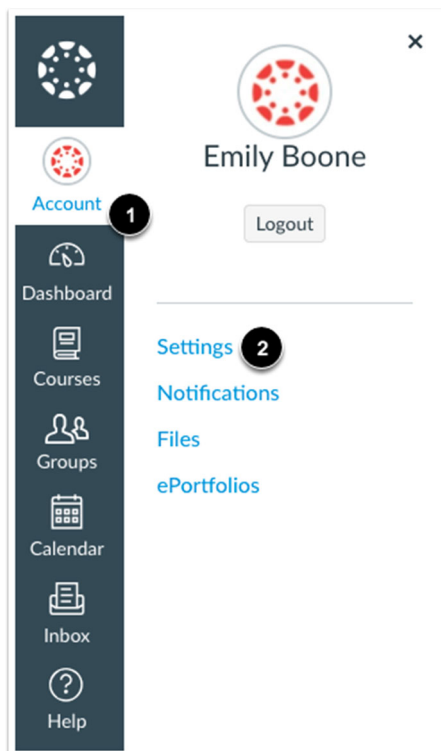 Account
1
Dashboard
Courses
Groups
Calendar
Inbox
?
Help
×
Emily Boone
Logout
Settings 2
Notifications
Files
ePortfolios